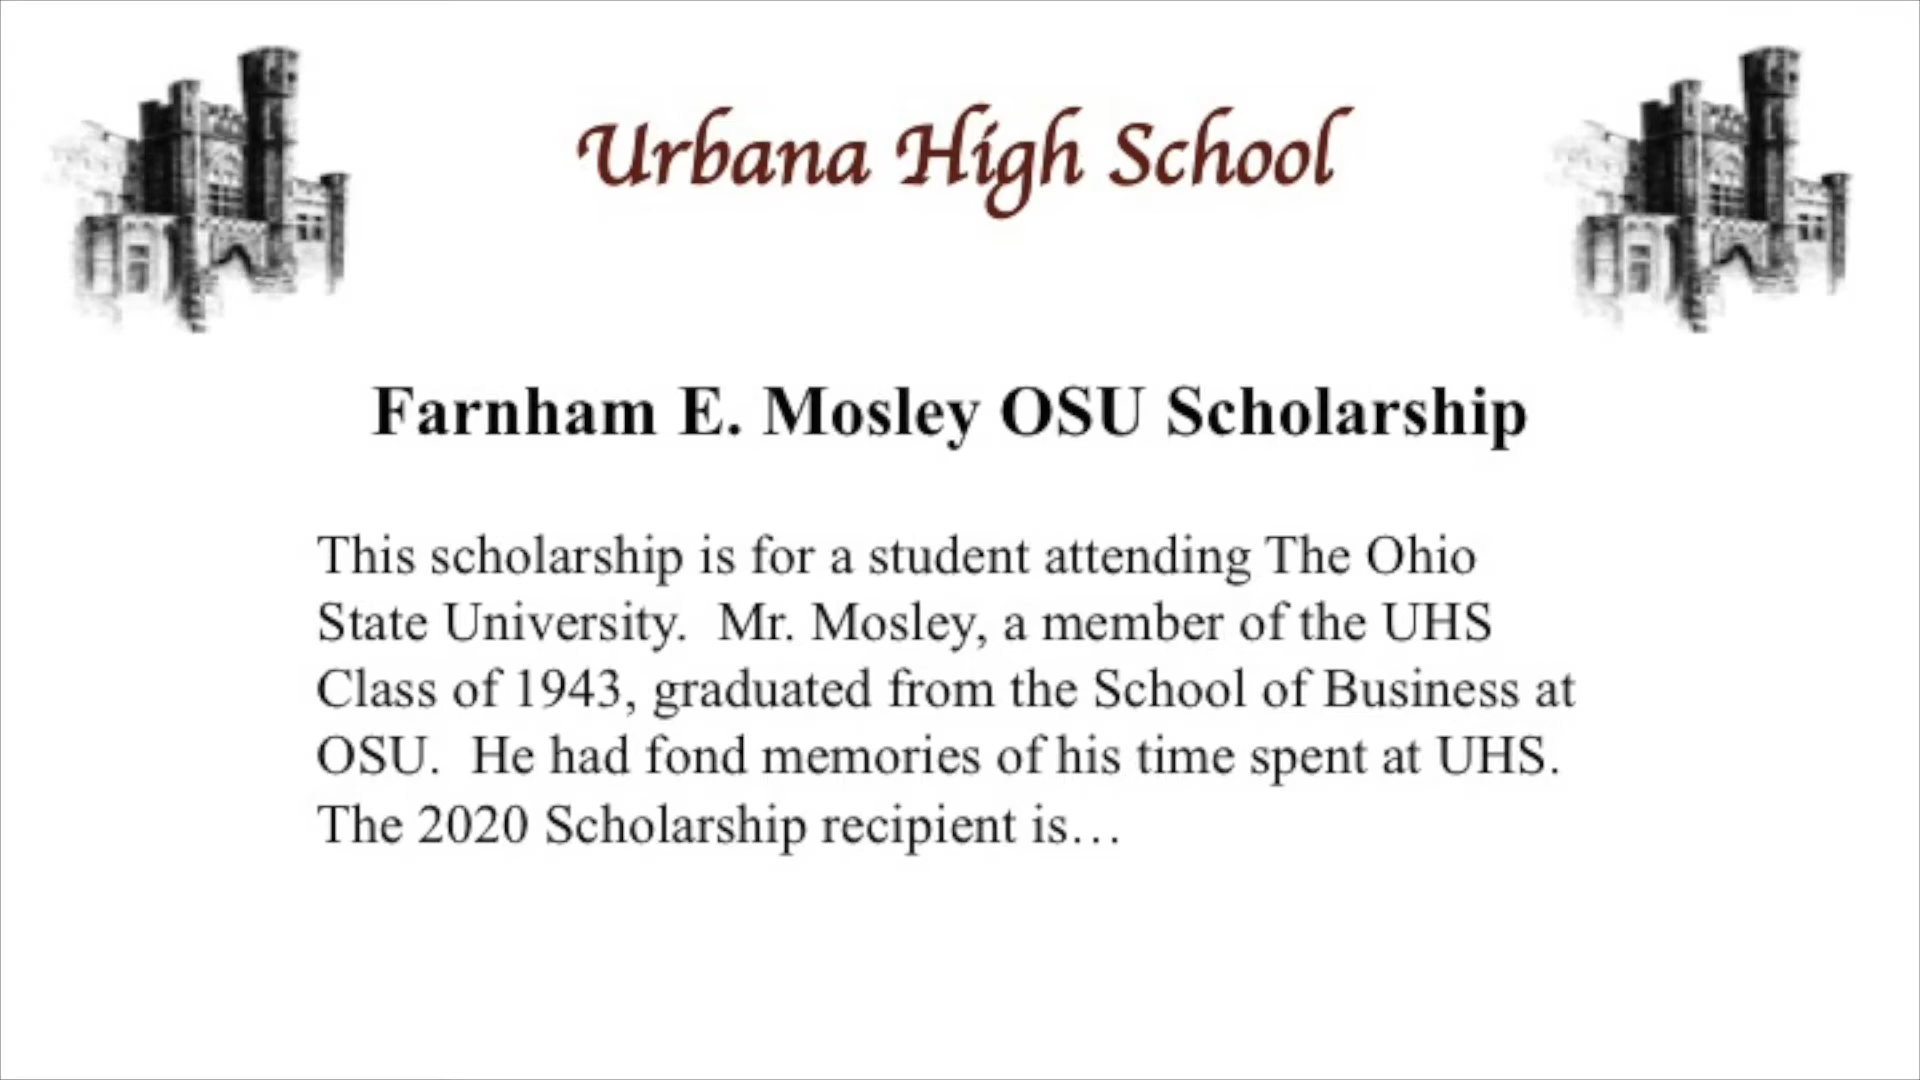 Urbana High School
Farnham E. Mosley OSU Scholarship
This scholarship is for a student attending The Ohio
State University.  Mr. Mosley, a member of the UHS
Class of 1943, graduated from the School of Business at
OSU.  He had fond memories of his time spent at UHS.
The 2020 Scholarship recipient is…